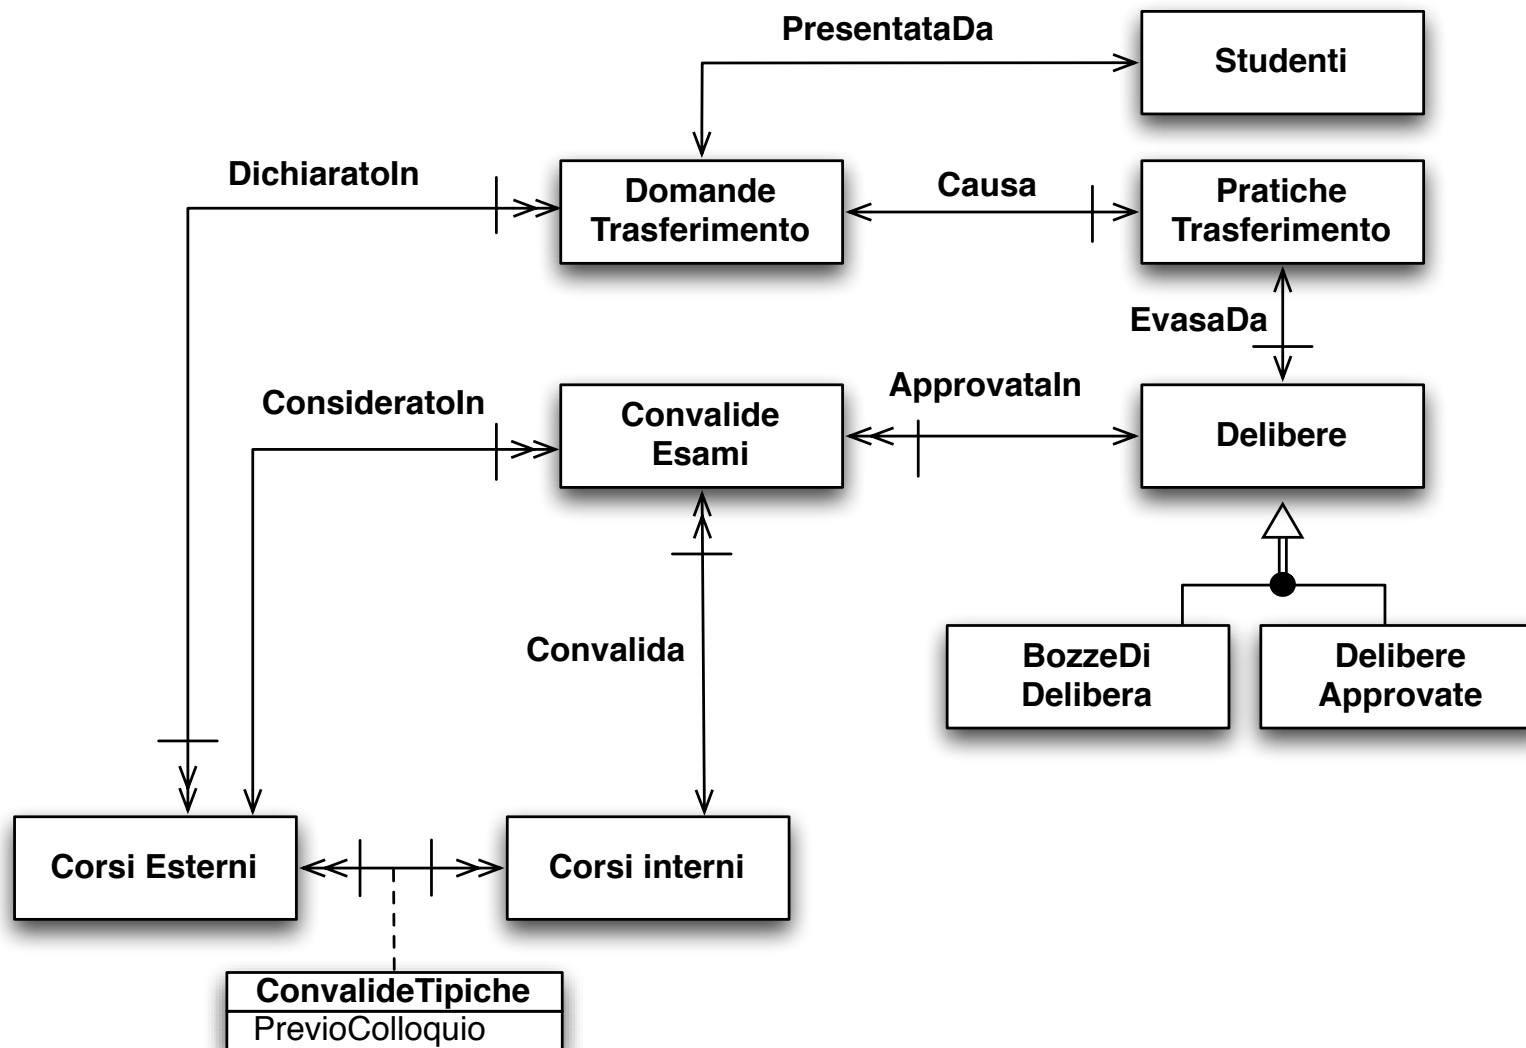 PresentataDa
Studenti
DichiaratoIn
Domande
Trasferimento
Causa
Pratiche
Trasferimento
EvasaDa
ConsideratoIn
Convalide
Esami
ApprovataIn
Delibere
Convalida
BozzeDi
Delibera
Delibere
Approvate
Corsi Esterni
Corsi interni
ConvalideTipiche
PrevioColloquio